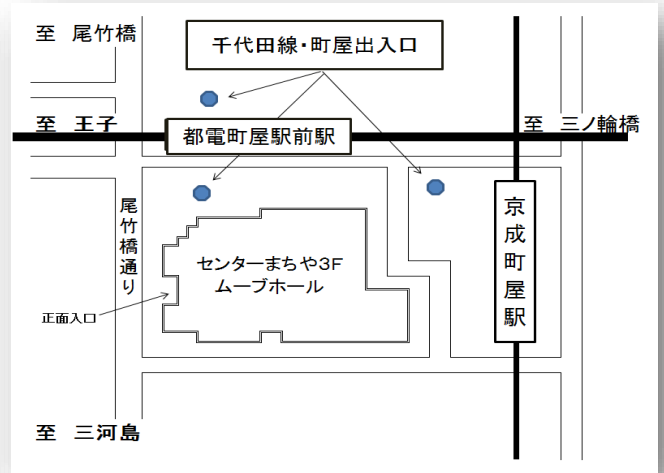 至 尾竹橋
千代田線・町屋出入口
至 王子
都電町屋駅前駅
至 三ノ輪橋
尾竹橋通り
京成町屋駅
センターまちや3F
ムーブホール
正面入口
至 三河島